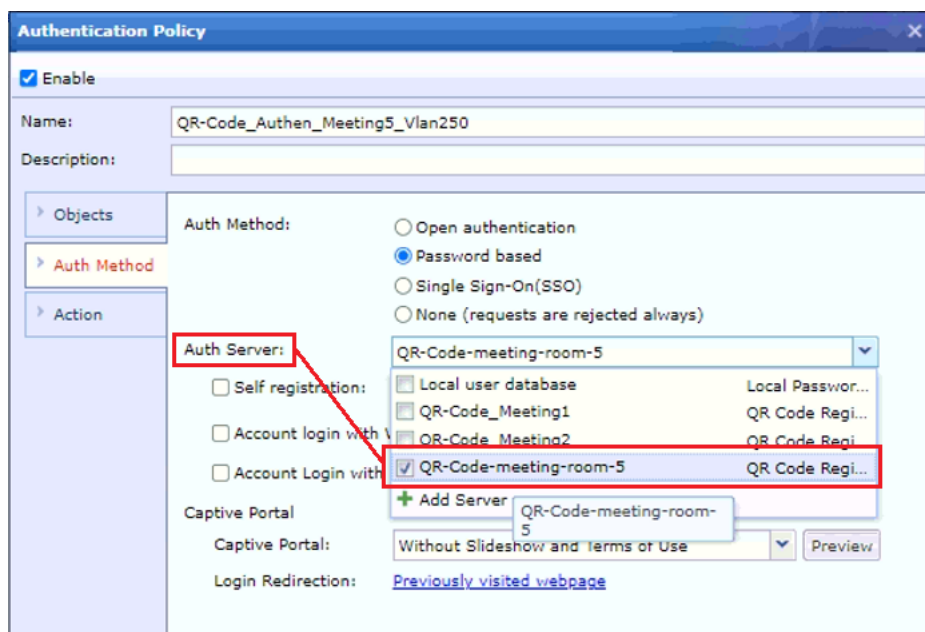 Authentication Policy
Enable
Name: QR-Code_Authen_Meeting5_Vlan250
Description:
Objects
Auth Method
Action
Auth Method:
Open authentication
Password based
Single Sign-On(SSO)
None (requests are rejected always)
Auth Server: QR-Code-meeting-room-5
Self registration:
Account login with
Account Login with
Local user database Local Passwor...
QR-Code_Meeting1 QR Code Regi...
QR-Code_Meeting2 QR Code Regi...
QR-Code-meeting-room-5 QR Code Regi...
Add Server
QR-Code-meeting-room-
5
Captive Portal
Captive Portal: Without Slideshow and Terms of Use Preview
Login Redirection: Previously visited webpage